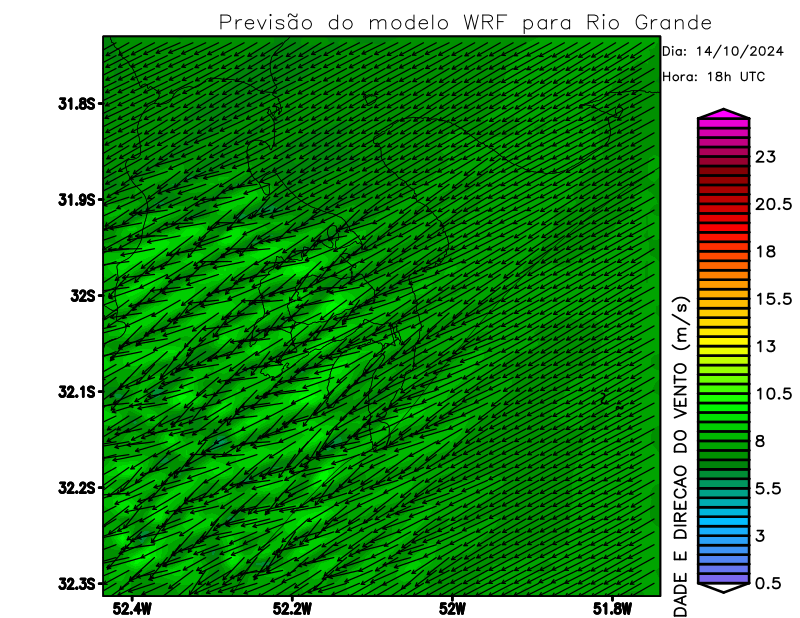 Previsão do modelo WRF para Rio Grande
Dia: 14/10/2024
Hora: 18h UTC
31.8S
31.9S
32S
32.1S
32.2S
32.3S
52.4W
52.2W
52W
51.8W
23
20.5
18
15.5
13
10.5
8
5.5
3
0.5
DADE E DIRECAO DO VENTO (m/s)